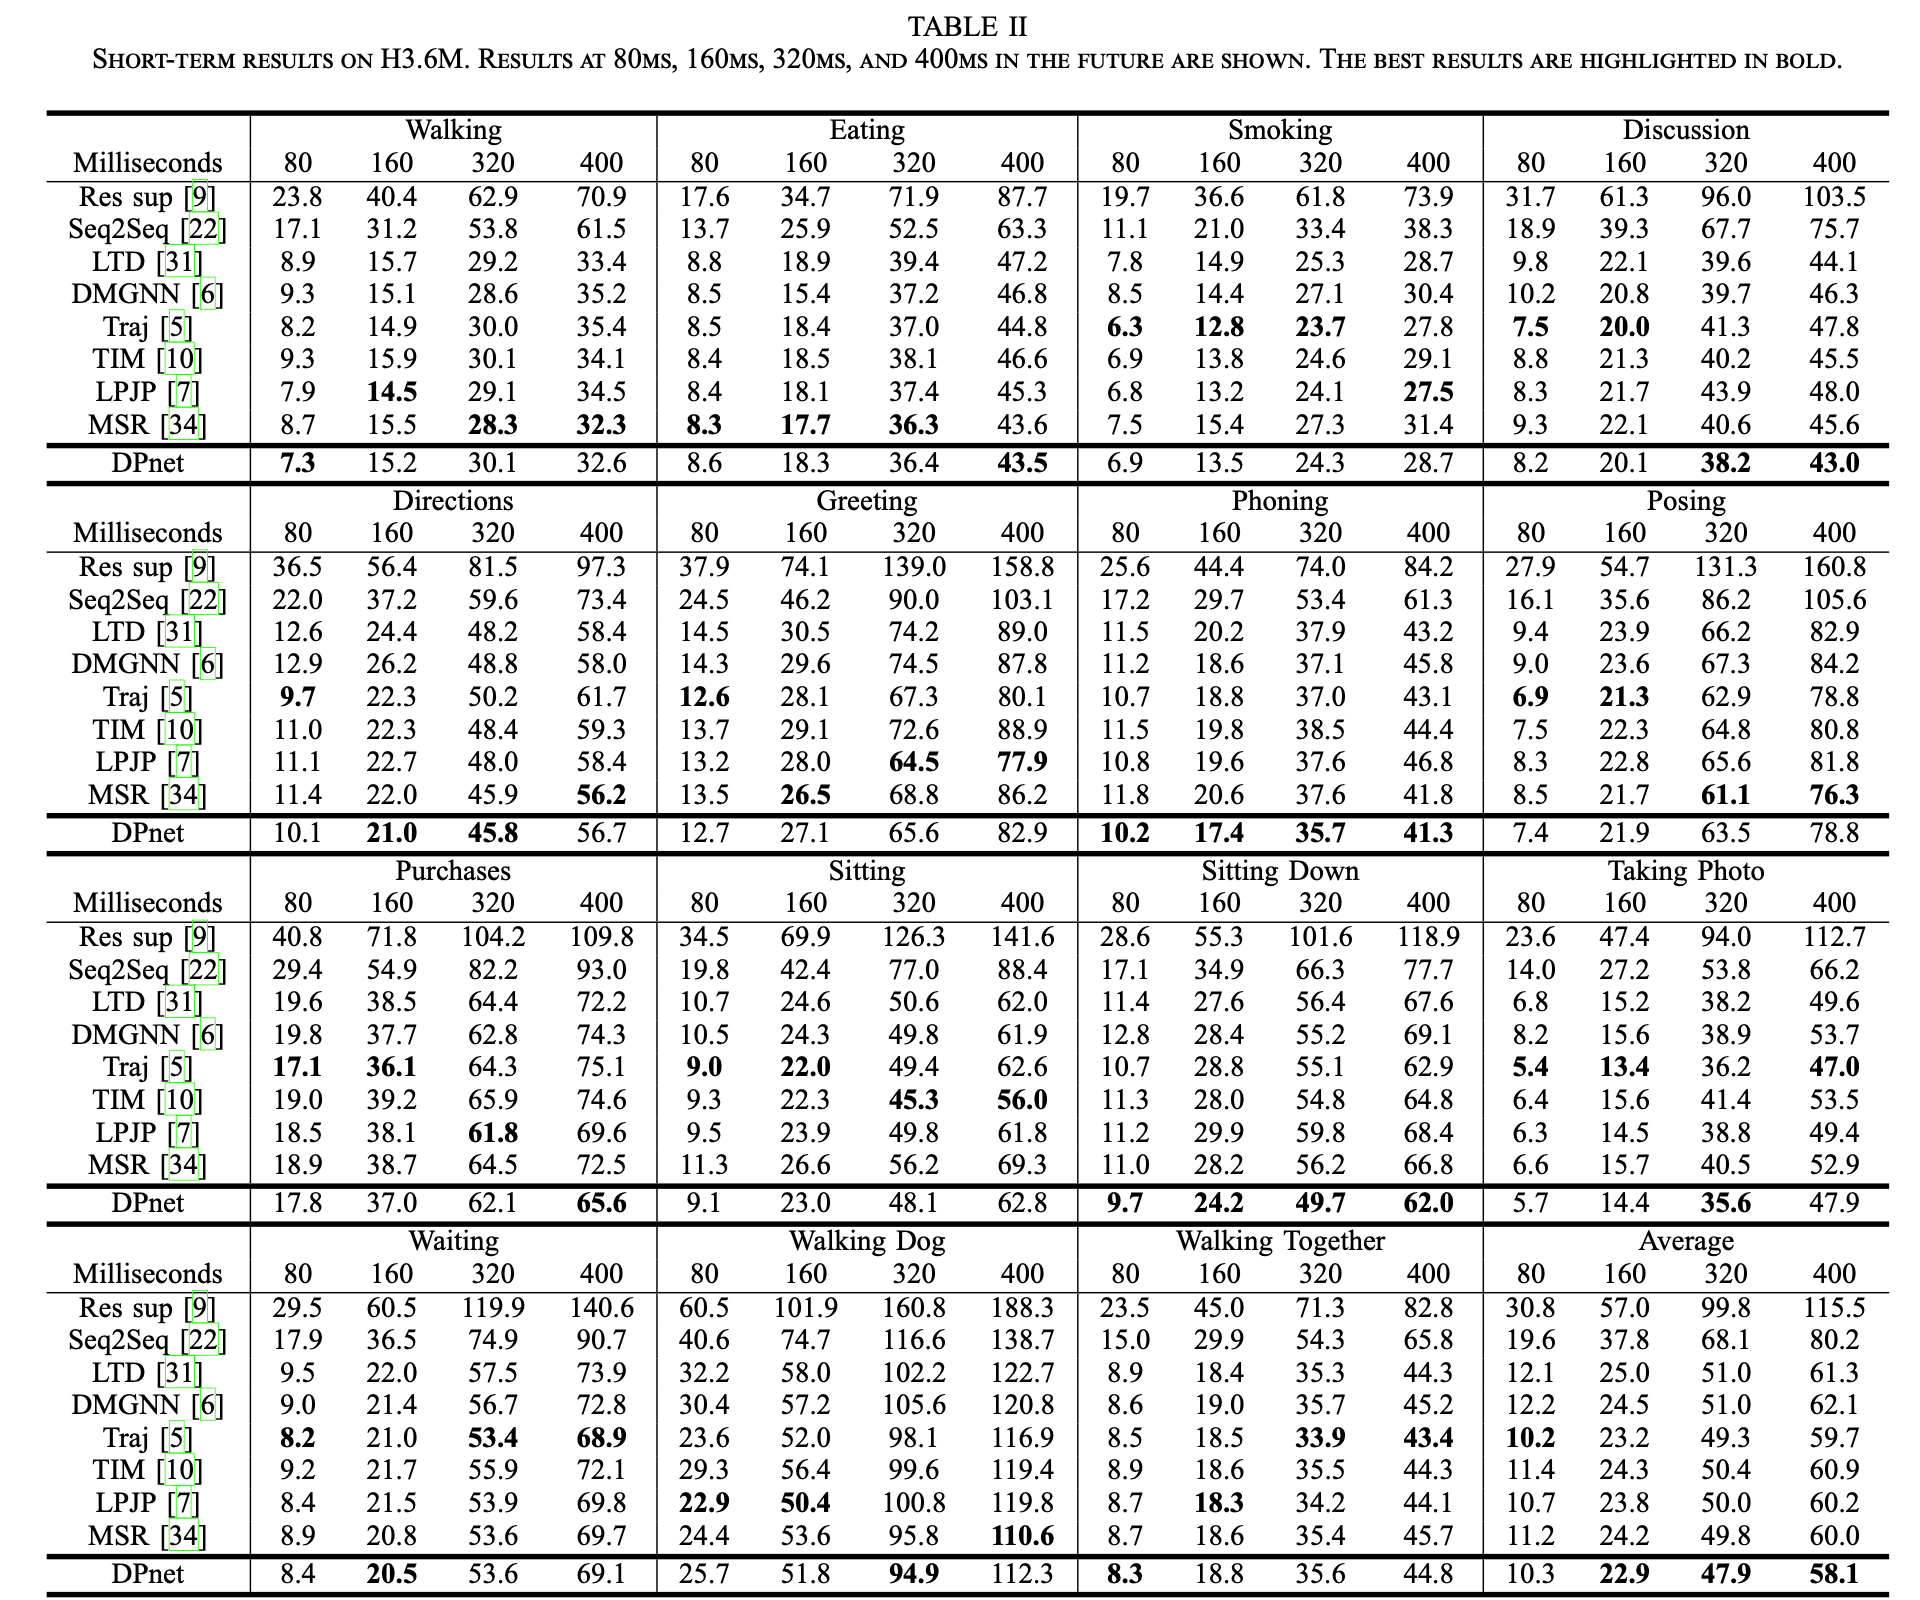 TABLE II
SHORT-TERM RESULTS ON H3.6M. RESULTS AT 80MS, 160MS, 320MS, AND 400MS IN THE FUTURE ARE SHOWN. THE BEST RESULTS ARE HIGHLIGHTED IN BOLD.
Walking Eating Smoking Discussion
Milliseconds 80 160 320 400 80 160 320 400 80 160 320 400 80 160 320 400
Res sup [9] 23.8 40.4 62.9 70.9 17.6 34.7 71.9 87.7 19.7 36.6 61.8 73.9 31.7 61.3 96.0 103.5
Seq2Seq [22] 17.1 31.2 53.8 61.5 13.7 25.9 52.5 63.3 11.1 21.0 33.4 38.3 18.9 39.3 67.7 75.7
LTD [31] 8.9 15.7 29.2 33.4 8.8 18.9 39.4 47.2 7.8 14.9 25.3 28.7 9.8 22.1 39.6 44.1
DMGNN [6] 9.3 15.1 28.6 35.2 8.5 15.4 37.2 46.8 8.5 14.4 27.1 30.4 10.2 20.8 39.7 46.3
Traj [5] 8.2 14.9 30.0 35.4 8.5 18.4 37.0 44.8 6.3 12.8 23.7 27.8 7.5 20.0 41.3 47.8
TIM [10] 9.3 15.9 30.1 34.1 8.4 18.5 38.1 46.6 6.9 13.8 24.6 29.1 8.8 21.3 40.2 45.5
LPJP [7] 7.9 14.5 29.1 34.5 8.4 18.1 37.4 45.3 6.8 13.2 24.1 27.5 8.3 21.7 43.9 48.0
MSR [34] 8.7 15.5 28.3 32.3 8.3 17.7 36.3 43.6 7.5 15.4 27.3 31.4 9.3 22.1 40.6 45.6
DPnet 7.3 15.2 30.1 32.6 8.6 18.3 36.4 43.5 6.9 13.5 24.3 28.7 8.2 20.1 38.2 43.0
Directions Greeting Phoning Posing
Milliseconds 80 160 320 400 80 160 320 400 80 160 320 400 80 160 320 400
Res sup [9] 36.5 56.4 81.5 97.3 37.9 74.1 139.0 158.8 25.6 44.4 74.0 84.2 27.9 54.7 131.3 160.8
Seq2Seq [22] 22.0 37.2 59.6 73.4 24.5 46.2 90.0 103.1 17.2 29.7 53.4 61.3 16.1 35.6 86.2 105.6
LTD [31] 12.6 24.4 48.2 58.4 14.5 30.5 74.2 89.0 11.5 20.2 37.9 43.2 9.4 23.9 66.2 82.9
DMGNN [6] 12.9 26.2 48.8 58.0 14.3 29.6 74.5 87.8 11.2 18.6 37.1 45.8 9.0 23.6 67.3 84.2
Traj [5] 9.7 22.3 50.2 61.7 12.6 28.1 67.3 80.1 10.7 18.8 37.0 43.1 6.9 21.3 62.9 78.8
TIM [10] 11.0 22.3 48.4 59.3 13.7 29.1 72.6 88.9 11.5 19.8 38.5 44.4 7.5 22.3 64.8 80.8
LPJP [7] 11.1 22.7 48.0 58.4 13.2 28.0 64.5 77.9 10.8 19.6 37.6 46.8 8.3 22.8 65.6 81.8
MSR [34] 11.4 22.0 45.9 56.2 13.5 26.5 68.8 86.2 11.8 20.6 37.6 41.8 8.5 21.7 61.1 76.3
DPnet 10.1 21.0 45.8 56.7 12.7 27.1 65.6 82.9 10.2 17.4 35.7 41.3 7.4 21.9 63.5 78.8
Purchases Sitting Sitting Down Taking Photo
Milliseconds 80 160 320 400 80 160 320 400 80 160 320 400 80 160 320 400
Res sup [9] 40.8 71.8 104.2 109.8 34.5 69.9 126.3 141.6 28.6 55.3 101.6 118.9 23.6 47.4 94.0 112.7
Seq2Seq [22] 29.4 54.9 82.2 93.0 19.8 42.4 77.0 88.4 17.1 34.9 66.3 77.7 14.0 27.2 53.8 66.2
LTD [31] 19.6 38.5 64.4 72.2 10.7 24.6 50.6 62.0 11.4 27.6 56.4 67.6 6.8 15.2 38.2 49.6
DMGNN [6] 19.8 37.7 62.8 74.3 10.5 24.3 49.8 61.9 12.8 28.4 55.2 69.1 8.2 15.6 38.9 53.7
Traj [5] 17.1 36.1 64.3 75.1 9.0 22.0 49.4 62.6 10.7 28.8 55.1 62.9 5.4 13.4 36.2 47.0
TIM [10] 19.0 39.2 65.9 74.6 9.3 22.3 45.3 56.0 11.3 28.0 54.8 64.8 6.4 15.6 41.4 53.5
LPJP [7] 18.5 38.1 61.8 69.6 9.5 23.9 49.8 61.8 11.2 29.9 59.8 68.4 6.3 14.5 38.8 49.4
MSR [34] 18.9 38.7 64.5 72.5 11.3 26.6 56.2 69.3 11.0 28.2 56.2 66.8 6.6 15.7 40.5 52.9
DPnet 17.8 37.0 62.1 65.6 9.1 23.0 48.1 62.8 9.7 24.2 49.7 62.0 5.7 14.4 35.6 47.9
Waiting Walking Dog Walking Together Average
Milliseconds 80 160 320 400 80 160 320 400 80 160 320 400 80 160 320 400
Res sup [9] 29.5 60.5 119.9 140.6 60.5 101.9 160.8 188.3 23.5 45.0 71.3 82.8 30.8 57.0 99.8 115.5
Seq2Seq [22] 17.9 36.5 74.9 90.7 40.6 74.7 116.6 138.7 15.0 29.9 54.3 65.8 19.6 37.8 68.1 80.2
LTD [31] 9.5 22.0 57.5 73.9 32.2 58.0 102.2 122.7 8.9 18.4 35.3 44.3 12.1 25.0 51.0 61.3
DMGNN [6] 9.0 21.4 56.7 72.8 30.4 57.2 105.6 120.8 8.6 19.0 35.7 45.2 12.2 24.5 51.0 62.1
Traj [5] 8.2 21.0 53.4 68.9 23.6 52.0 98.1 116.9 8.5 18.5 33.9 43.4 10.2 23.2 49.3 59.7
TIM [10] 9.2 21.7 55.9 72.1 29.3 56.4 99.6 119.4 8.9 18.6 35.5 44.3 11.4 24.3 50.4 60.9
LPJP [7] 8.4 21.5 53.9 69.8 22.9 50.4 100.8 119.8 8.7 18.3 34.2 44.1 10.7 23.8 50.0 60.2
MSR [34] 8.9 20.8 53.6 69.7 24.4 53.6 95.8 110.6 8.7 18.6 35.4 45.7 11.2 24.2 49.8 60.0
DPnet 8.4 20.5 53.6 69.1 25.7 51.8 94.9 112.3 8.3 18.8 35.6 44.8 10.3 22.9 47.9 58.1